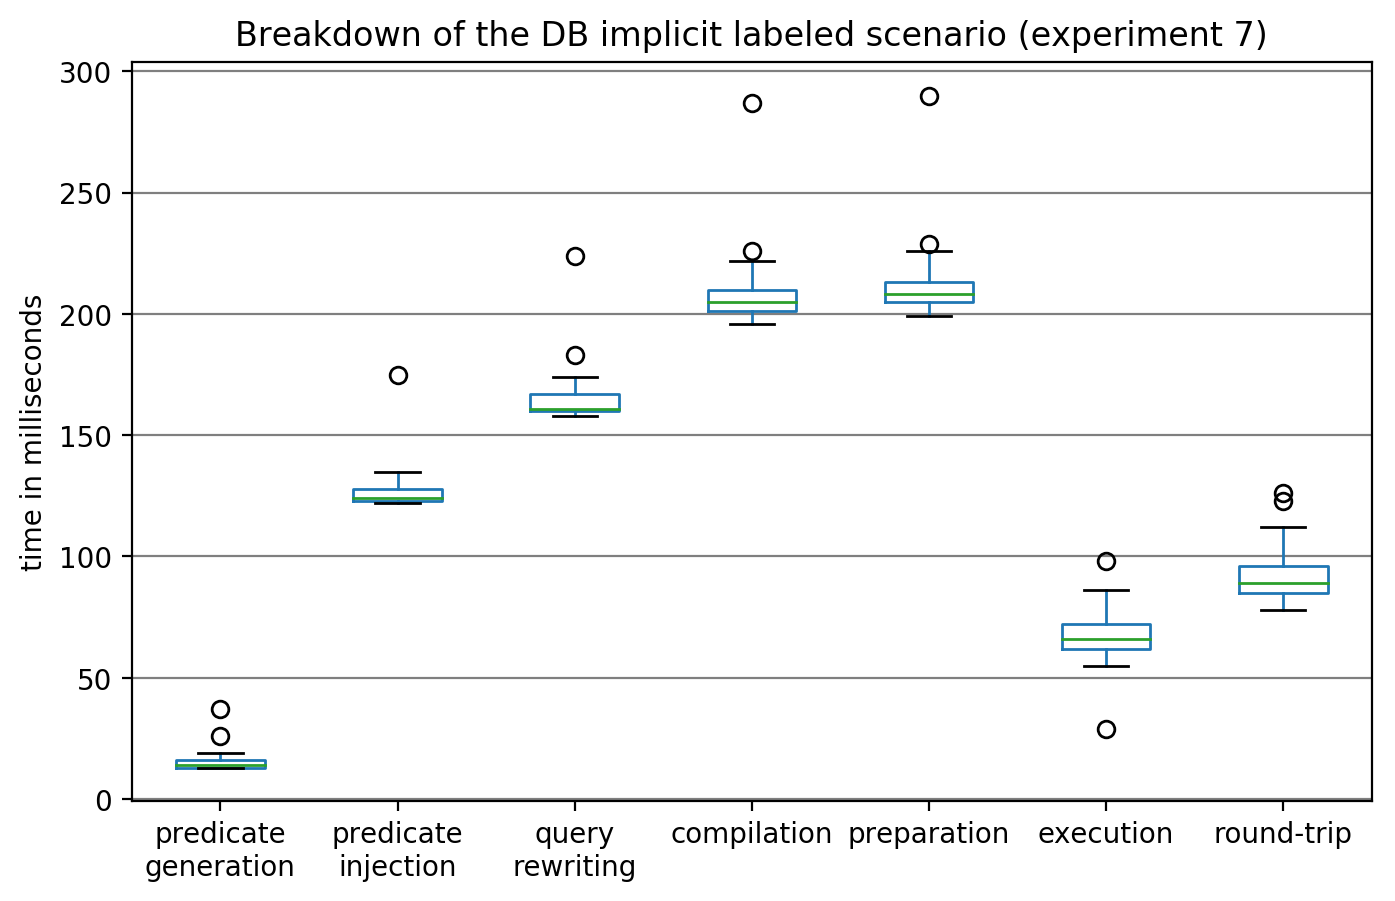 Breakdown of the DB implicit labeled scenario (experiment 7)
time in milliseconds
300
250
200
150
100
50
0
predicate generation
predicate injection
query rewriting
compilation
preparation
execution
round-trip